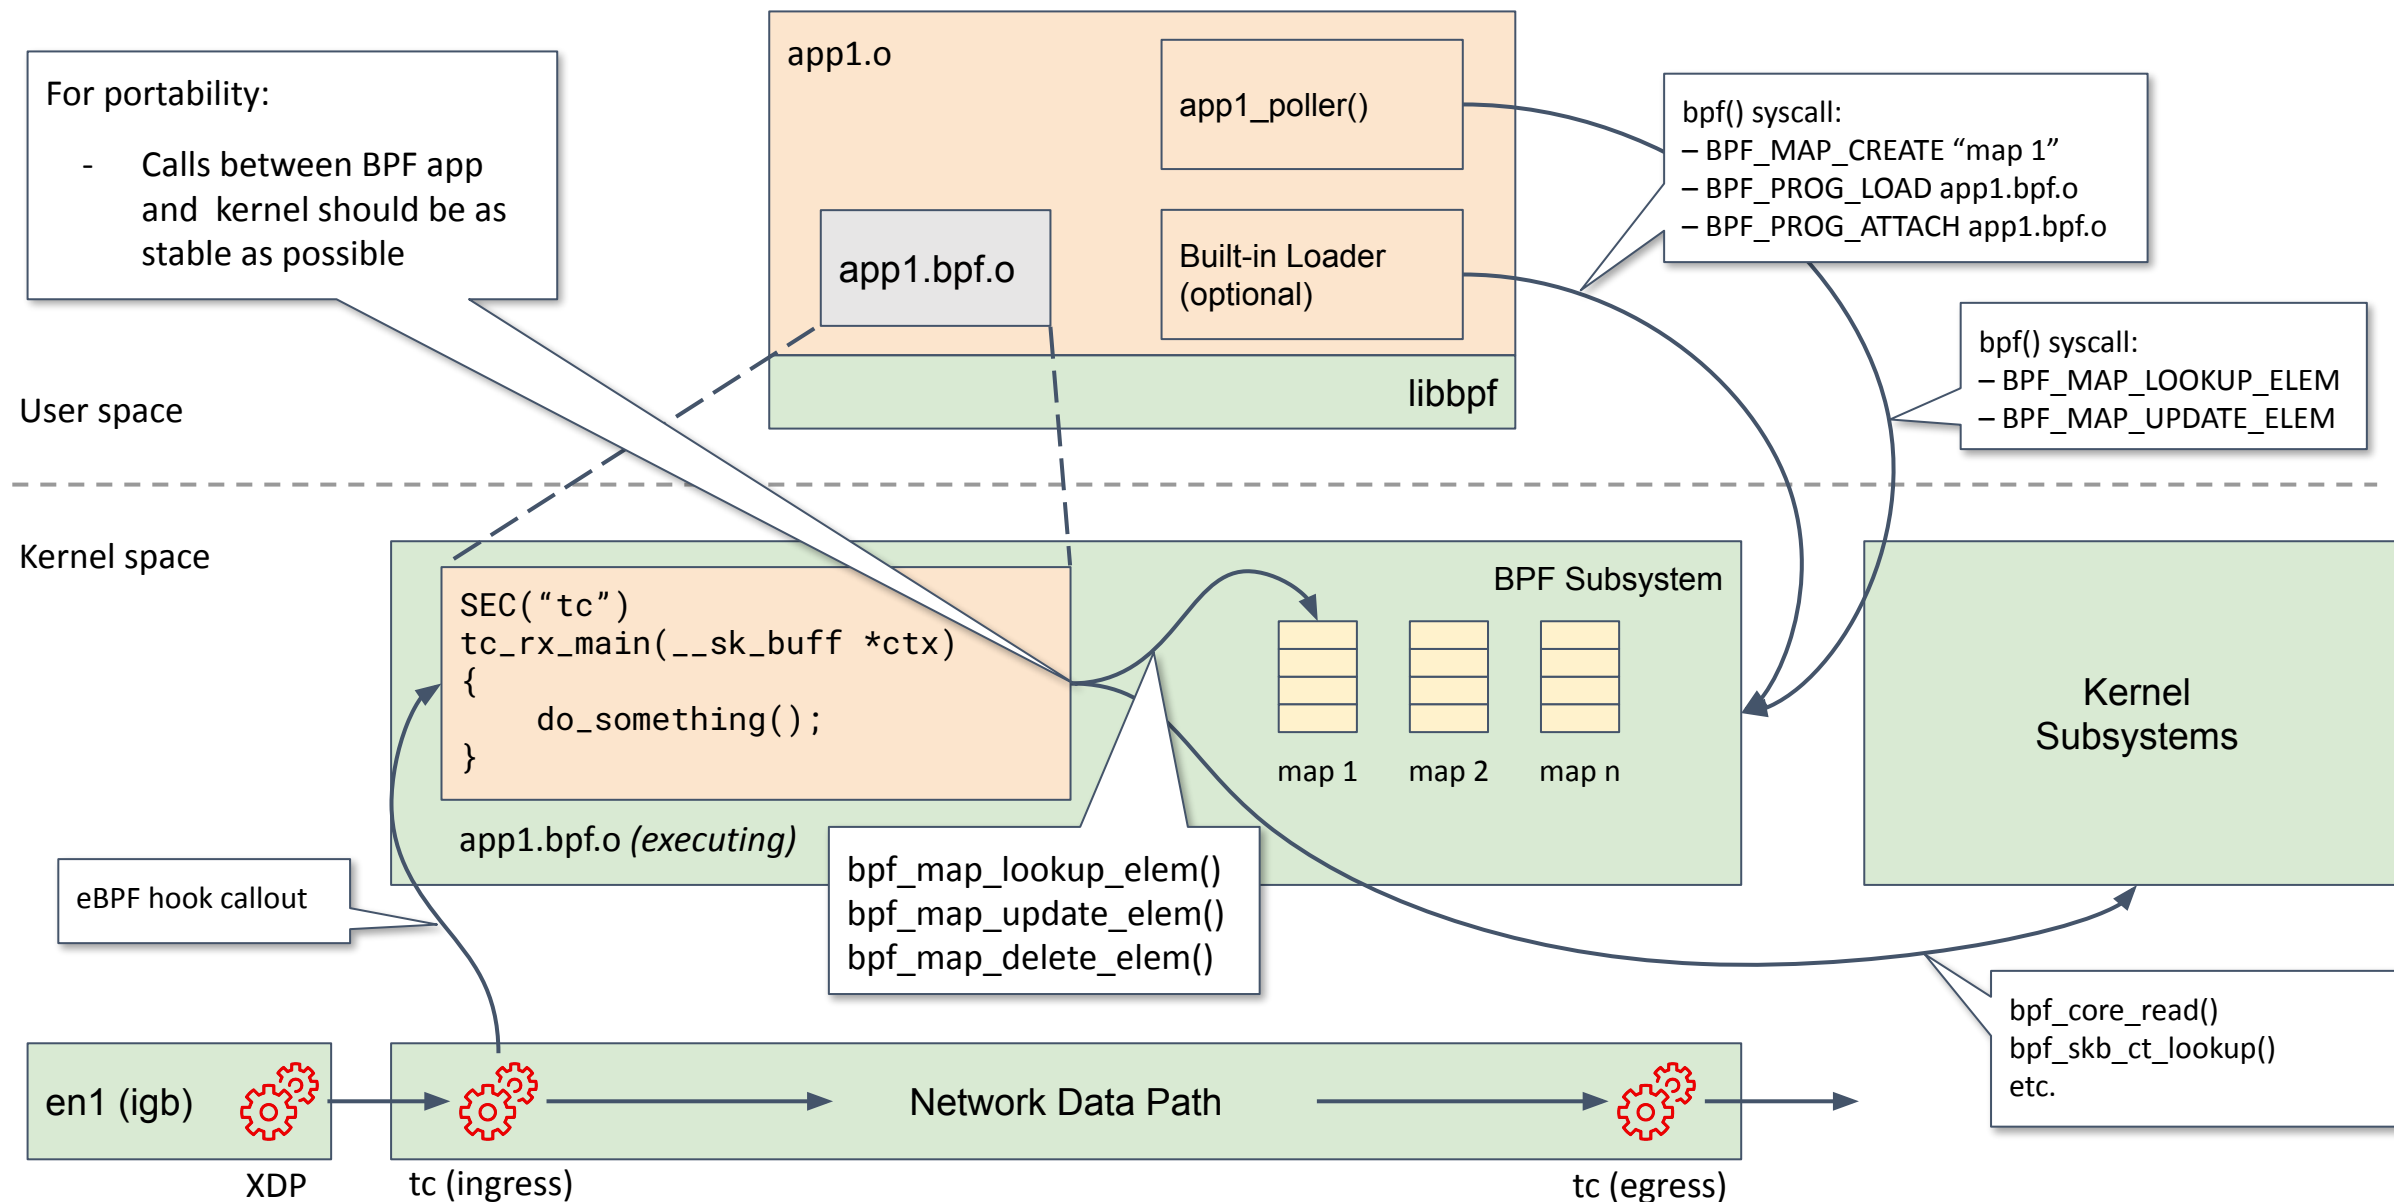 For portability:
- Calls between BPF app
and kernel should be as
stable as possible
app1.o
app1_poller()
app1.bpf.o
Built-in Loader
(optional)
libbpf
bpf() syscall:
– BPF_MAP_CREATE “map 1”
– BPF_PROG_LOAD app1.bpf.o
– BPF_PROG_ATTACH app1.bpf.o
bpf() syscall:
– BPF_MAP_LOOKUP_ELEM
– BPF_MAP_UPDATE_ELEM
User space
Kernel space
BPF Subsystem
SEC(“tc”)
tc_rx_main(__sk_buff *ctx)
{
do_something();
}
app1.bpf.o (executing)
map 1
map 2
map n
Kernel
Subsystems
bpf_map_lookup_elem()
bpf_map_update_elem()
bpf_map_delete_elem()
eBPF hook callout
bpf_core_read()
bpf_skb_ct_lookup()
etc.
en1 (igb)
Network Data Path
XDP
tc (ingress)
tc (egress)